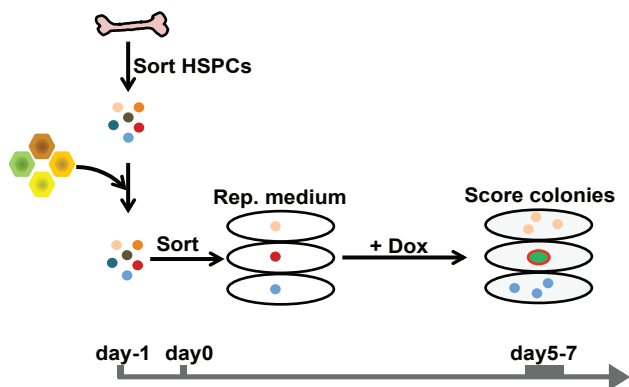 Sort HSPCs
Rep. medium
Score colonies
Sort
+ Dox
day-1
day0
day5-7